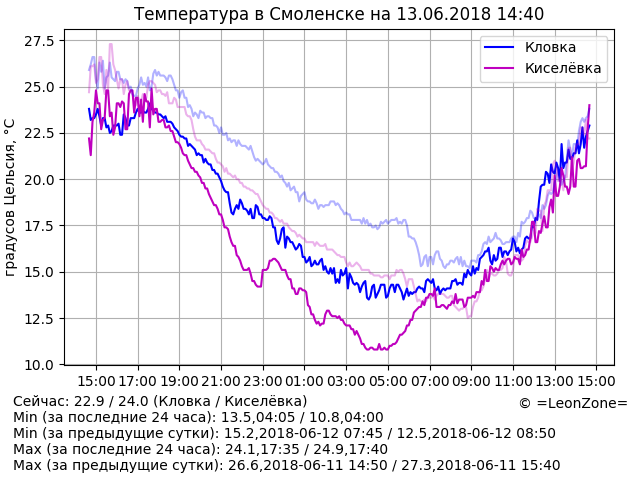 Температура в Смоленске на 13.06.2018 14:40
27.5
25.0
22.5
20.0
17.5
15.0
12.5
10.0
градусов Цельсия, °C
Кловка
Киселёвка
15:00 17:00 19:00 21:00 23:00 01:00 03:00 05:00 07:00 09:00 11:00 13:00 15:00
Сейчас: 22.9 / 24.0 (Кловка / Киселёвка)
© =LeonZone=
Min (за последние 24 часа): 13.5,04:05 / 10.8,04:00
Min (за предыдущие сутки): 15.2,2018-06-12 07:45 / 12.5,2018-06-12 08:50
Max (за последние 24 часа): 24.1,17:35 / 24.9,17:40
Max (за предыдущие сутки): 26.6,2018-06-11 14:50 / 27.3,2018-06-11 15:40